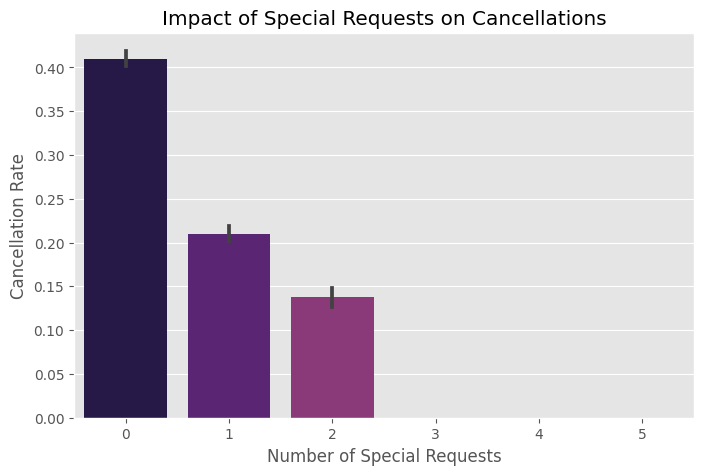 Impact of Special Requests on Cancellations
0.40
0.35
0.30
0.25
0.20
0.15
0.10
0.05
0.00
Cancellation Rate
0 1 2 3 4 5
Number of Special Requests